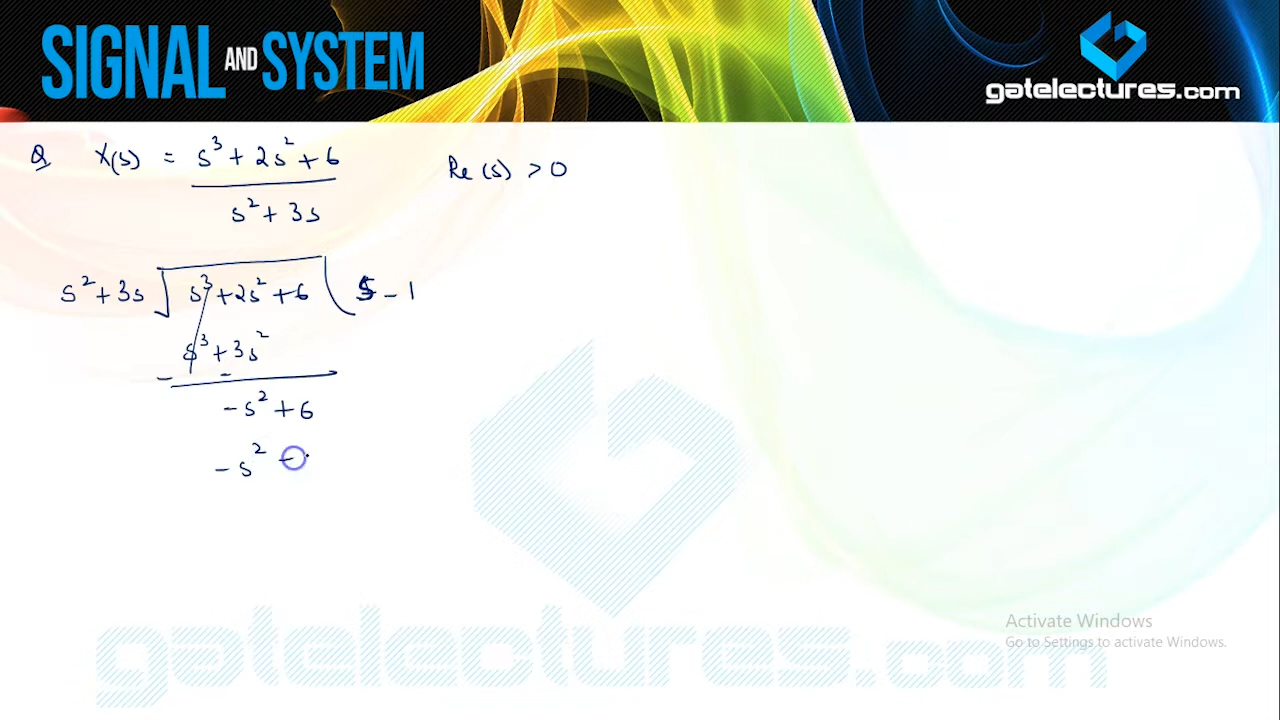 SIGNAL AND SYSTEM
gatelectures.com
Q X(s) = s³ + 2s² + 6 Re(s) > 0
s² + 3s
s² + 3s s³ + 2s² + 6 s - 1
s³ + 3s²
- -
-s² + 6
-s² -
Activate Windows
Go to Settings to activate Windows.
gatelectures.com